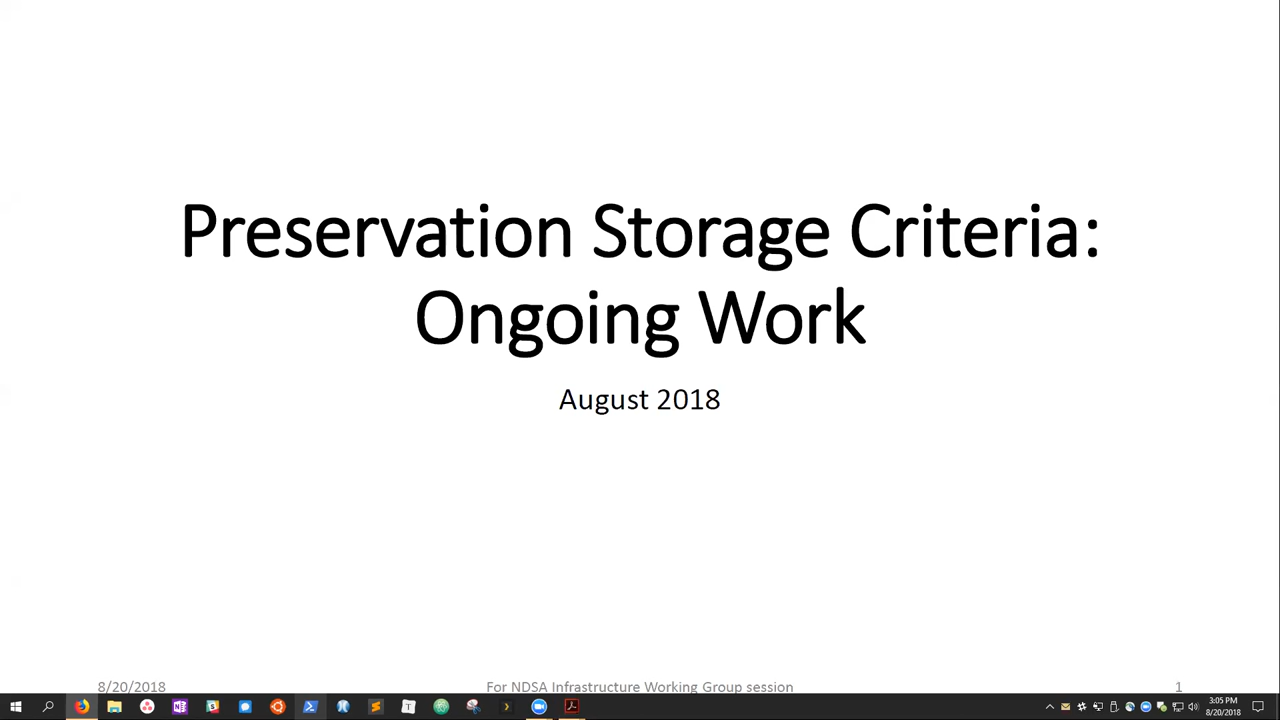 Preservation Storage Criteria:
Ongoing Work
August 2018
8/20/2018 For NDSA Infrastructure Working Group session 1
3:05 PM
8/20/2018